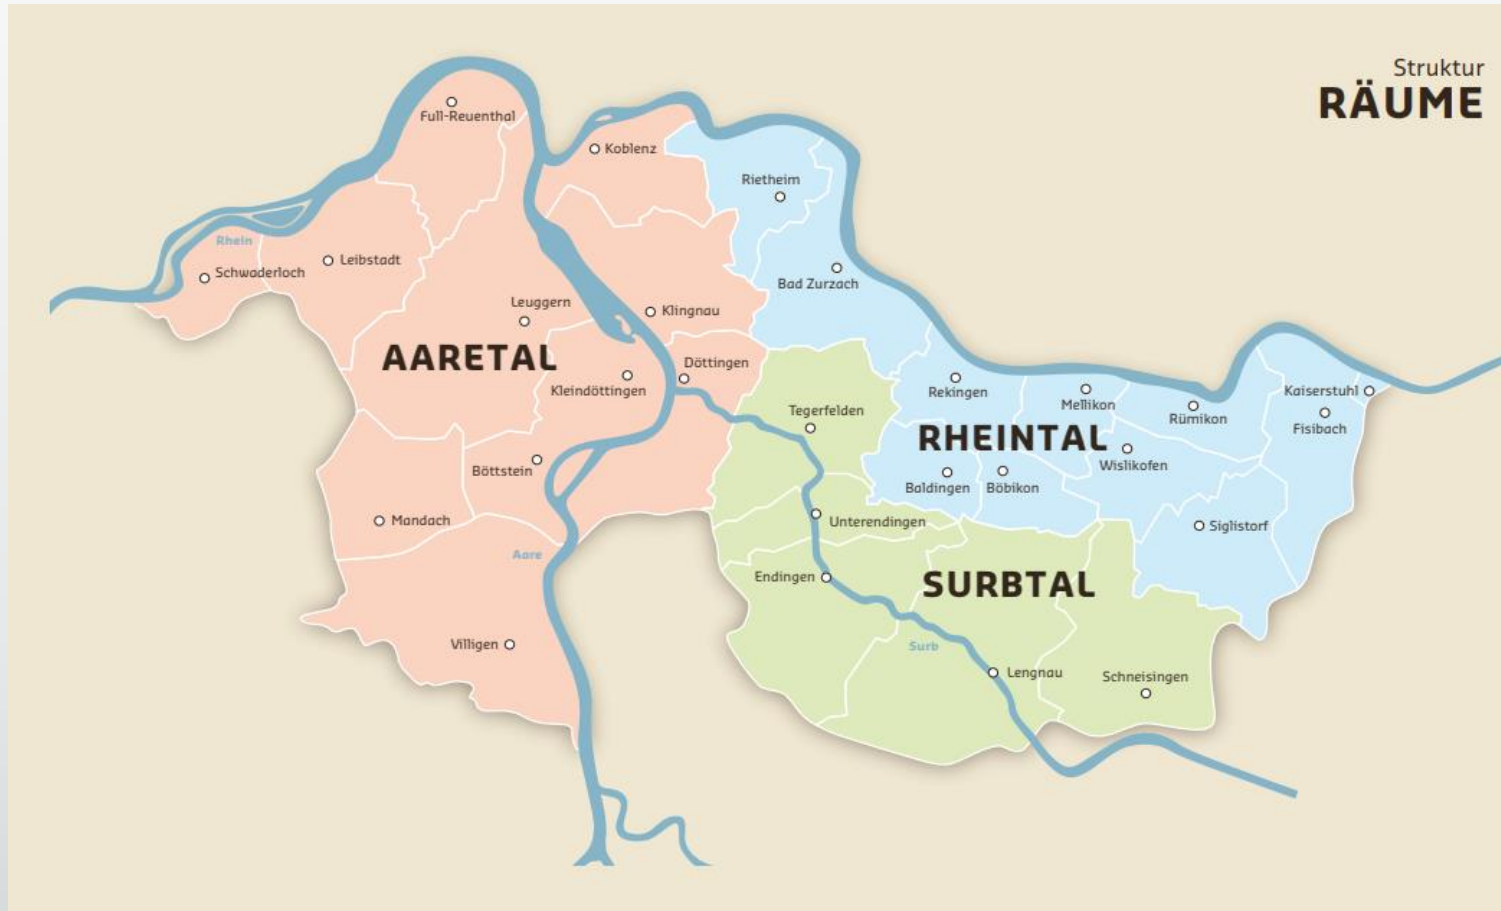 Struktur
RÄUME
Full-Reuenthal
Koblenz
Rietheim
Rhein
Schwaderloch
Leibstadt
Bad Zurzach
Leuggern
Klingnau
AARETAL
Döttingen
Kleindöttingen
Rekingen
Mellikon
Kaiserstuhl
Tegerfelden
Rümikon
Fisibach
RHEINTAL
Wislikofen
Böttstein
Baldingen
Böbikon
Mandach
Unterendingen
Siglistorf
Aare
Endingen
SURBTAL
Villigen
Surb
Lengnau
Schneisingen